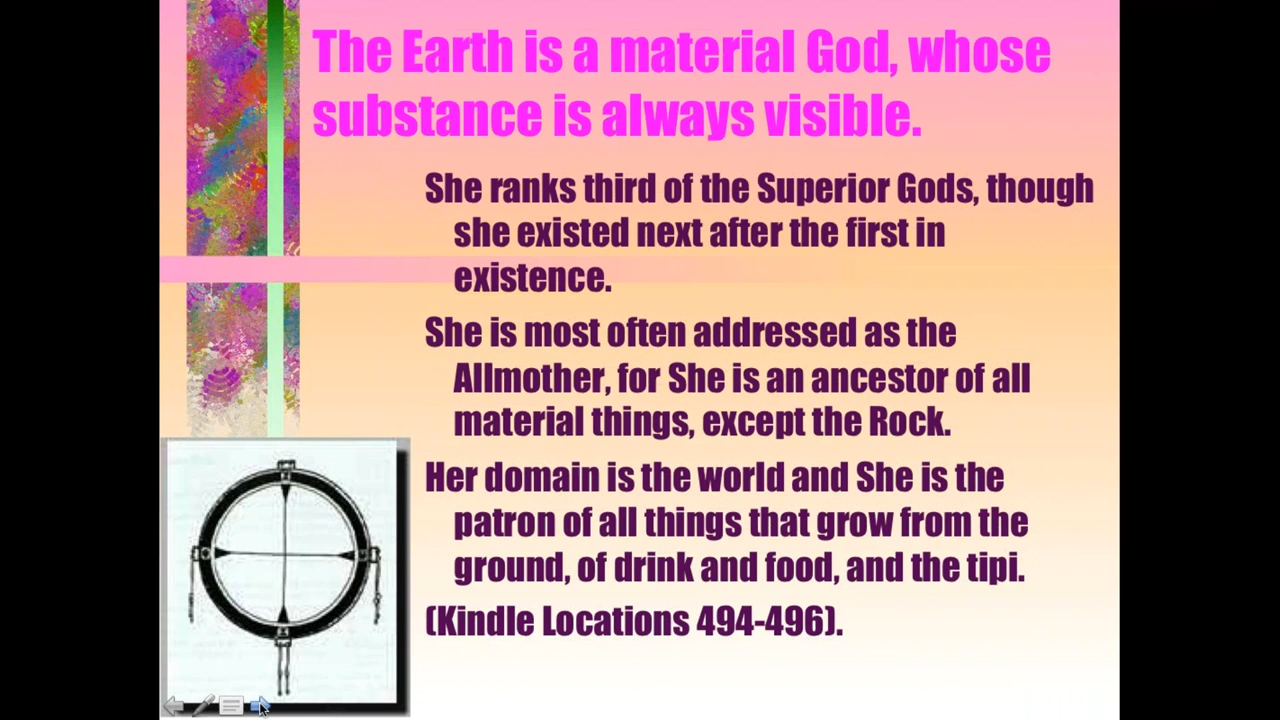 The Earth is a material God, whose
substance is always visible.
She ranks third of the Superior Gods, though
she existed next after the first in
existence.
She is most often addressed as the
Allmother, for She is an ancestor of all
material things, except the Rock.
Her domain is the world and She is the
patron of all things that grow from the
ground, of drink and food, and the tipi.
(Kindle Locations 494-496).